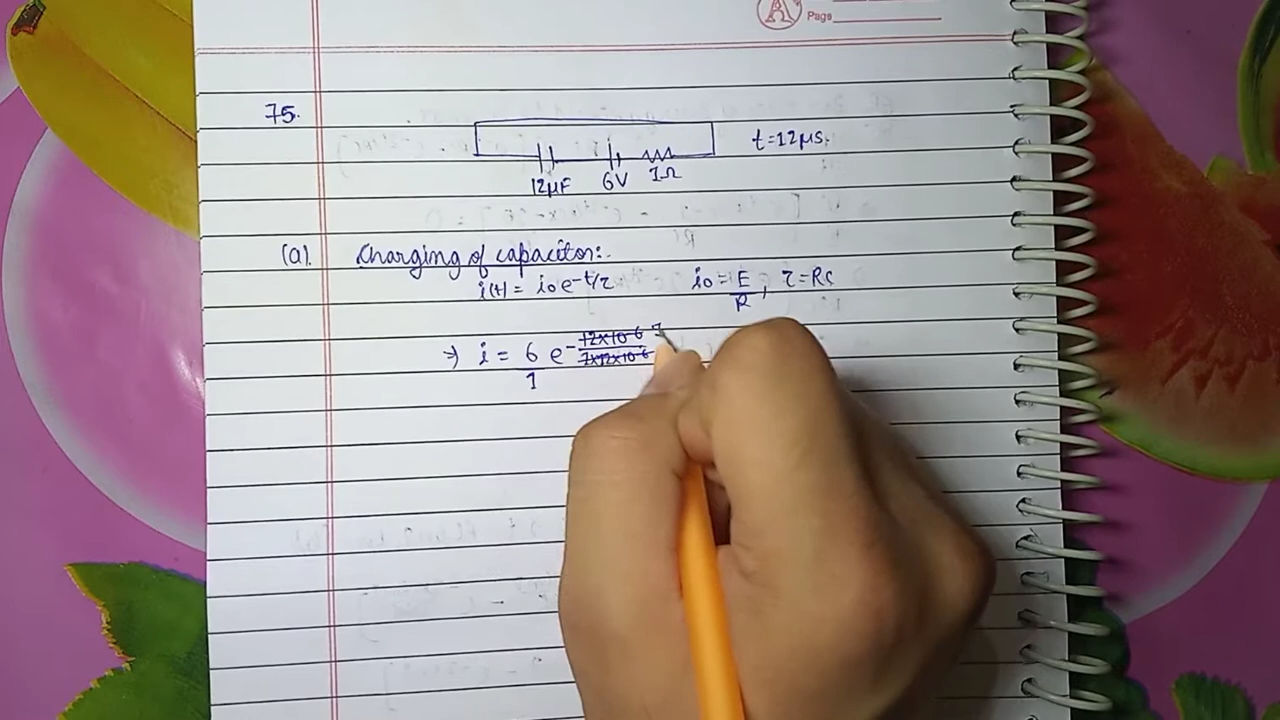 A
Page
75.
t=12μs.
12μF 6V 1Ω
(a). Charging of capacitor:.
i(t) = i0e-t/τ i0 = E/R, τ=RC
→ i = 6/1 e-12×10-6/1×12×10-6 1